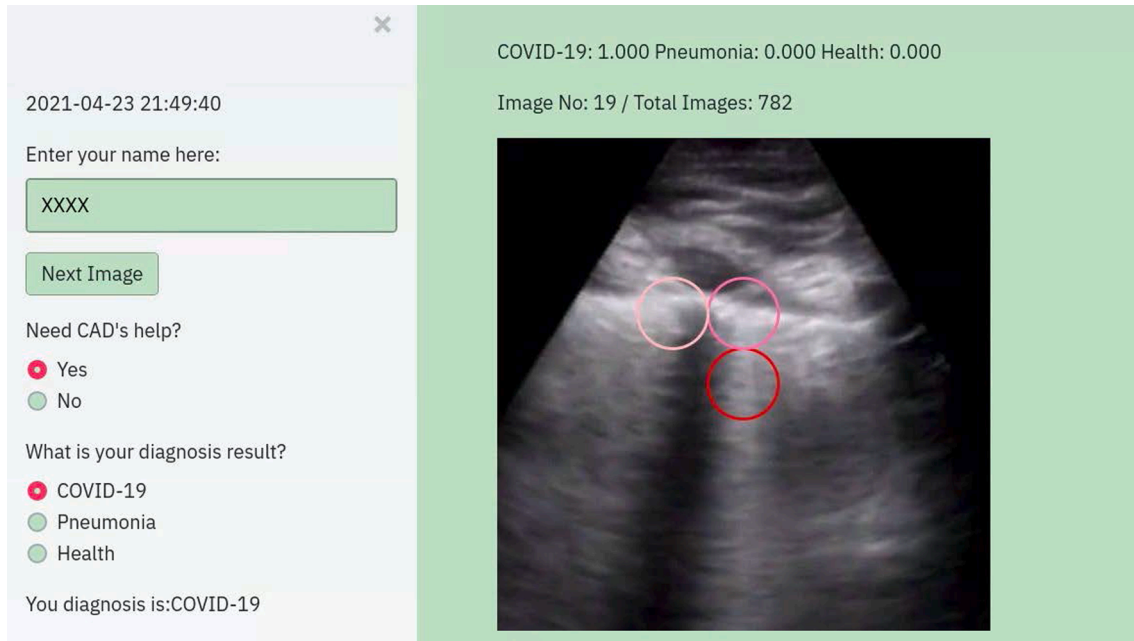 2021-04-23 21:49:40
Enter your name here:
XXXX
Next Image
Need CAD's help?
Yes
No
What is your diagnosis result?
COVID-19
Pneumonia
Health
You diagnosis is:COVID-19
COVID-19: 1.000 Pneumonia: 0.000 Health: 0.000
Image No: 19 / Total Images: 782